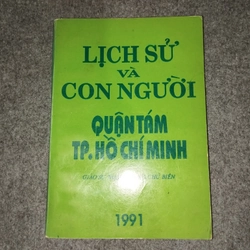 LỊCH SỬ
VÀ
CON NGƯỜI
QUẬN TÁM
TP. HỒ CHÍ MINH
1991